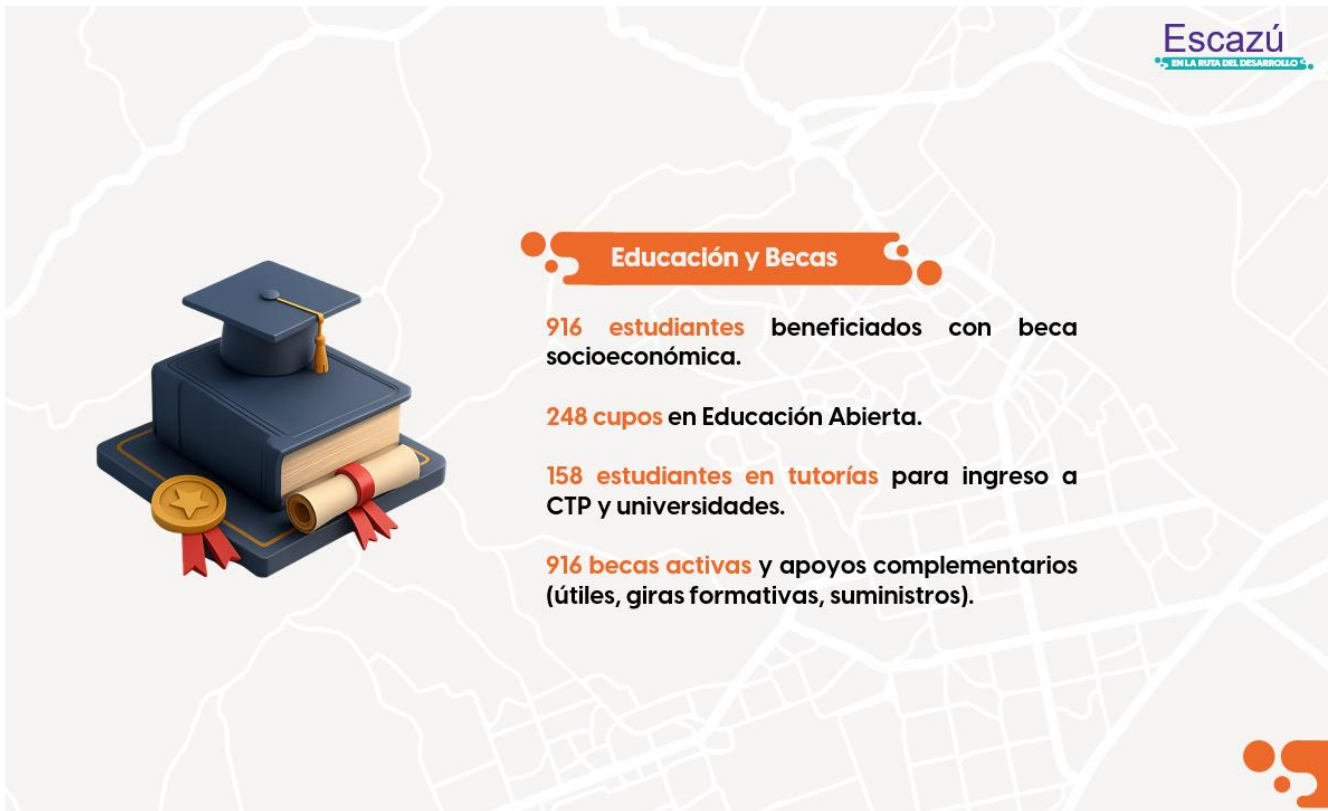 Escazú
EN LA RUTA DEL DESARROLLO
Educación y Becas
916 estudiantes beneficiados con beca
socioeconómica.
248 cupos en Educación Abierta.
158 estudiantes en tutorías para ingreso a
CTP y universidades.
916 becas activas y apoyos complementarios
(útiles, giras formativas, suministros).